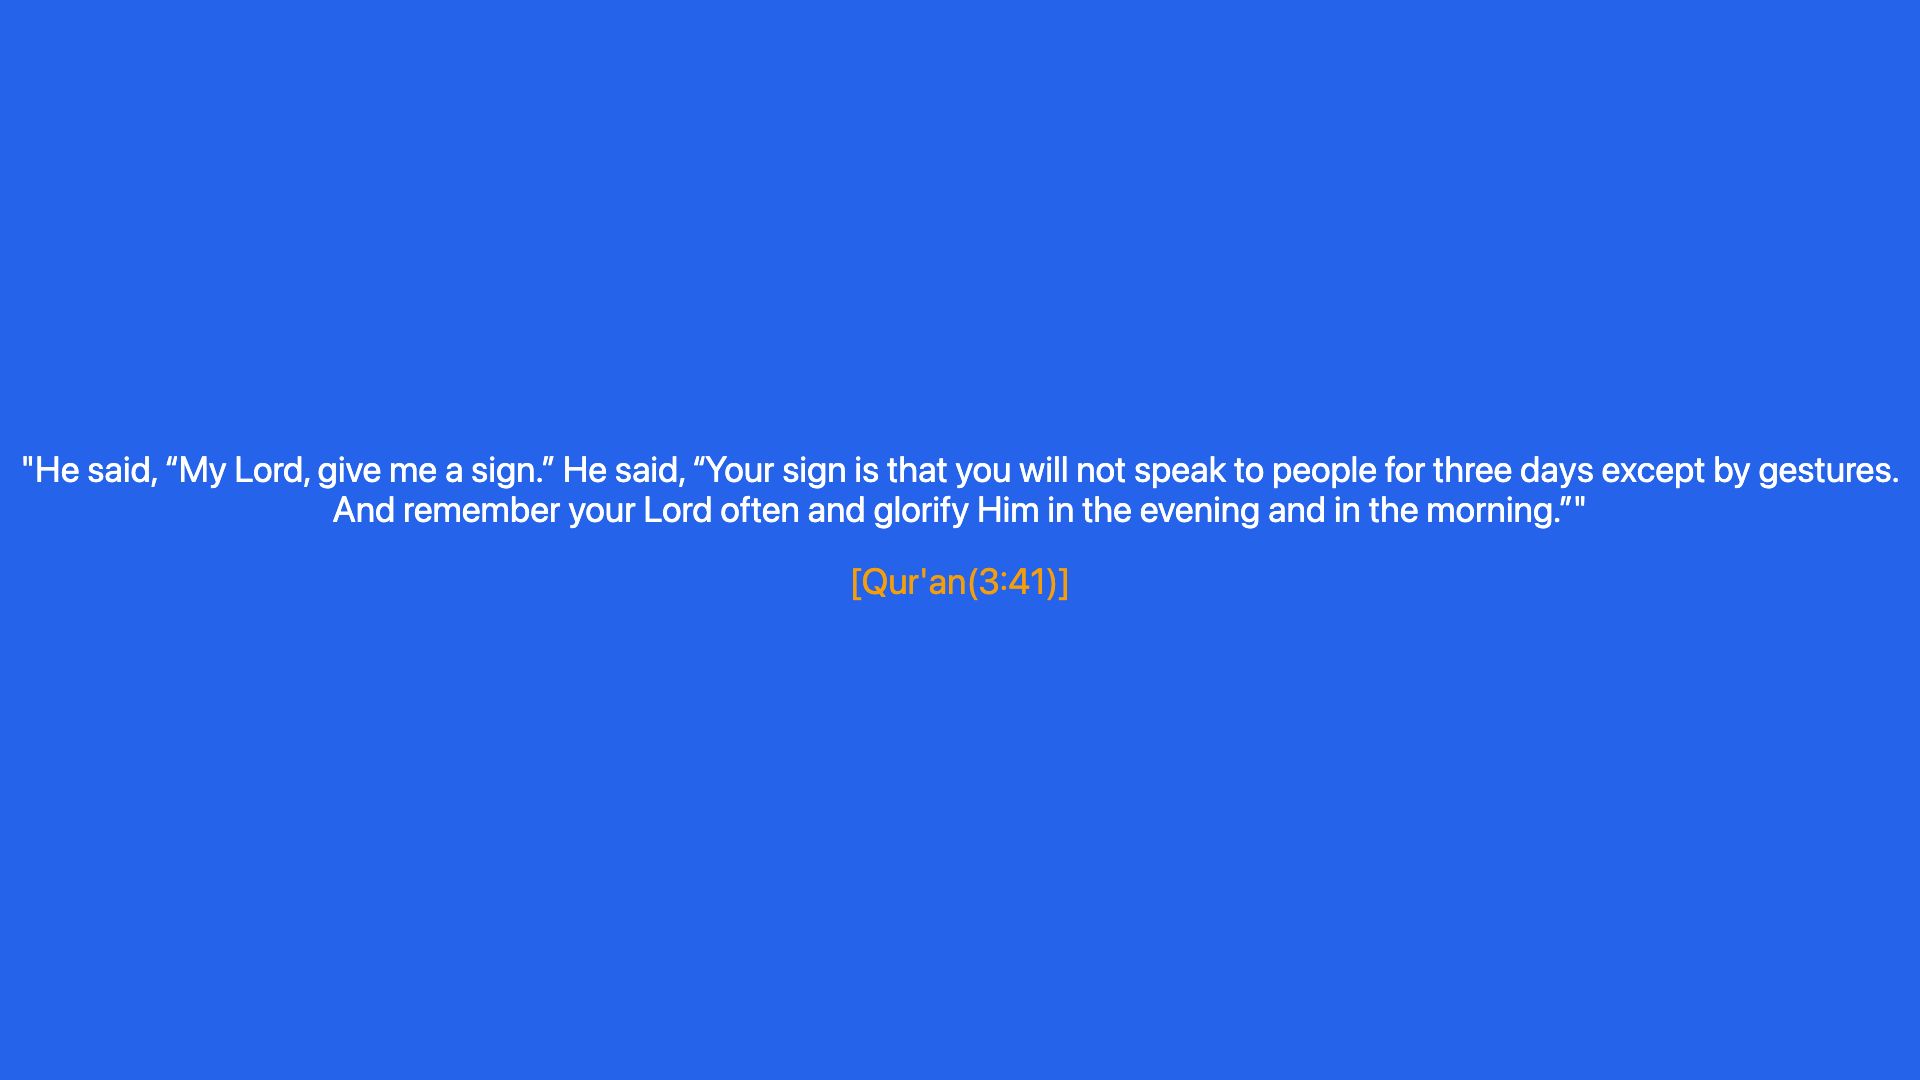 "He said, “My Lord, give me a sign.” He said, “Your sign is that you will not speak to people for three days except by gestures.
And remember your Lord often and glorify Him in the evening and in the morning.”"
[Qur'an(3:41)]